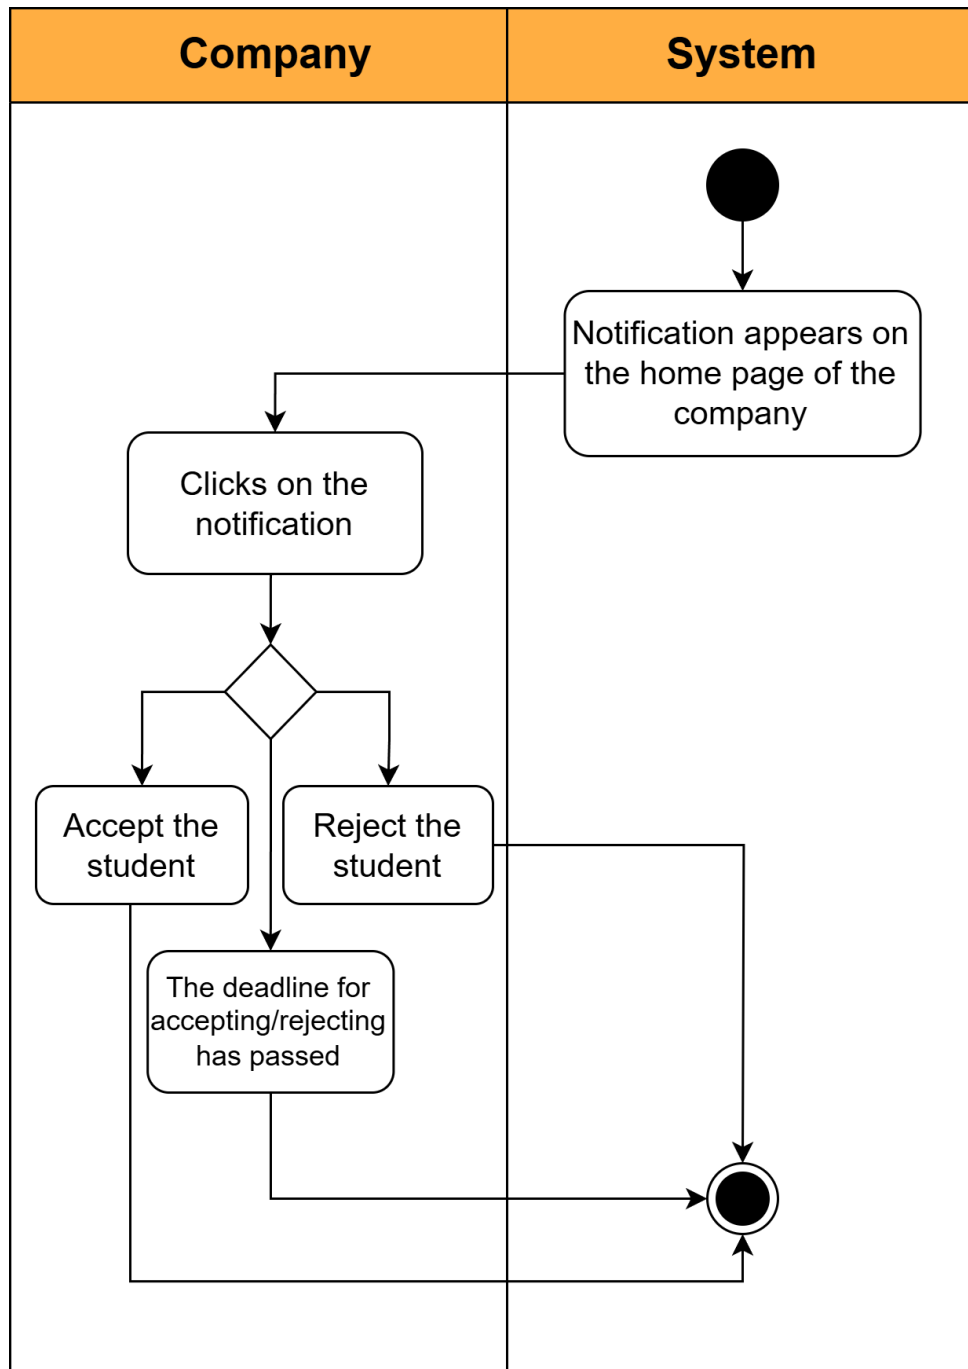 Company
System
Notification appears on
the home page of the
company
Clicks on the
notification
Accept the
student
Reject the
student
The deadline for
accepting/rejecting
has passed